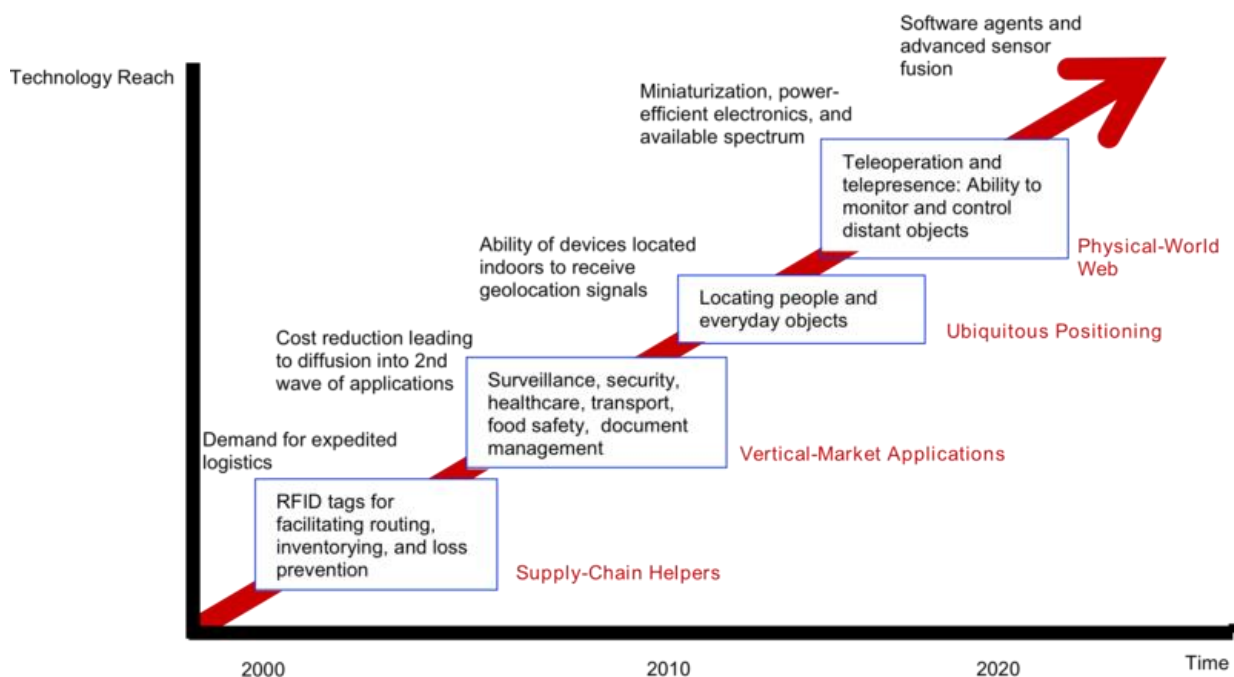 Software agents and
advanced sensor
fusion
Technology Reach
Miniaturization, power-
efficient electronics, and
available spectrum
Teleoperation and
telepresence: Ability to
monitor and control
distant objects
Physical-World
Web
Ability of devices located
indoors to receive
geolocation signals
Locating people and
everyday objects
Ubiquitous Positioning
Cost reduction leading
to diffusion into 2nd
wave of applications
Surveillance, security,
healthcare, transport,
food safety, document
management
Vertical-Market Applications
Demand for expedited
logistics
RFID tags for
facilitating routing,
inventorying, and loss
prevention
Supply-Chain Helpers
2000
2010
2020
Time